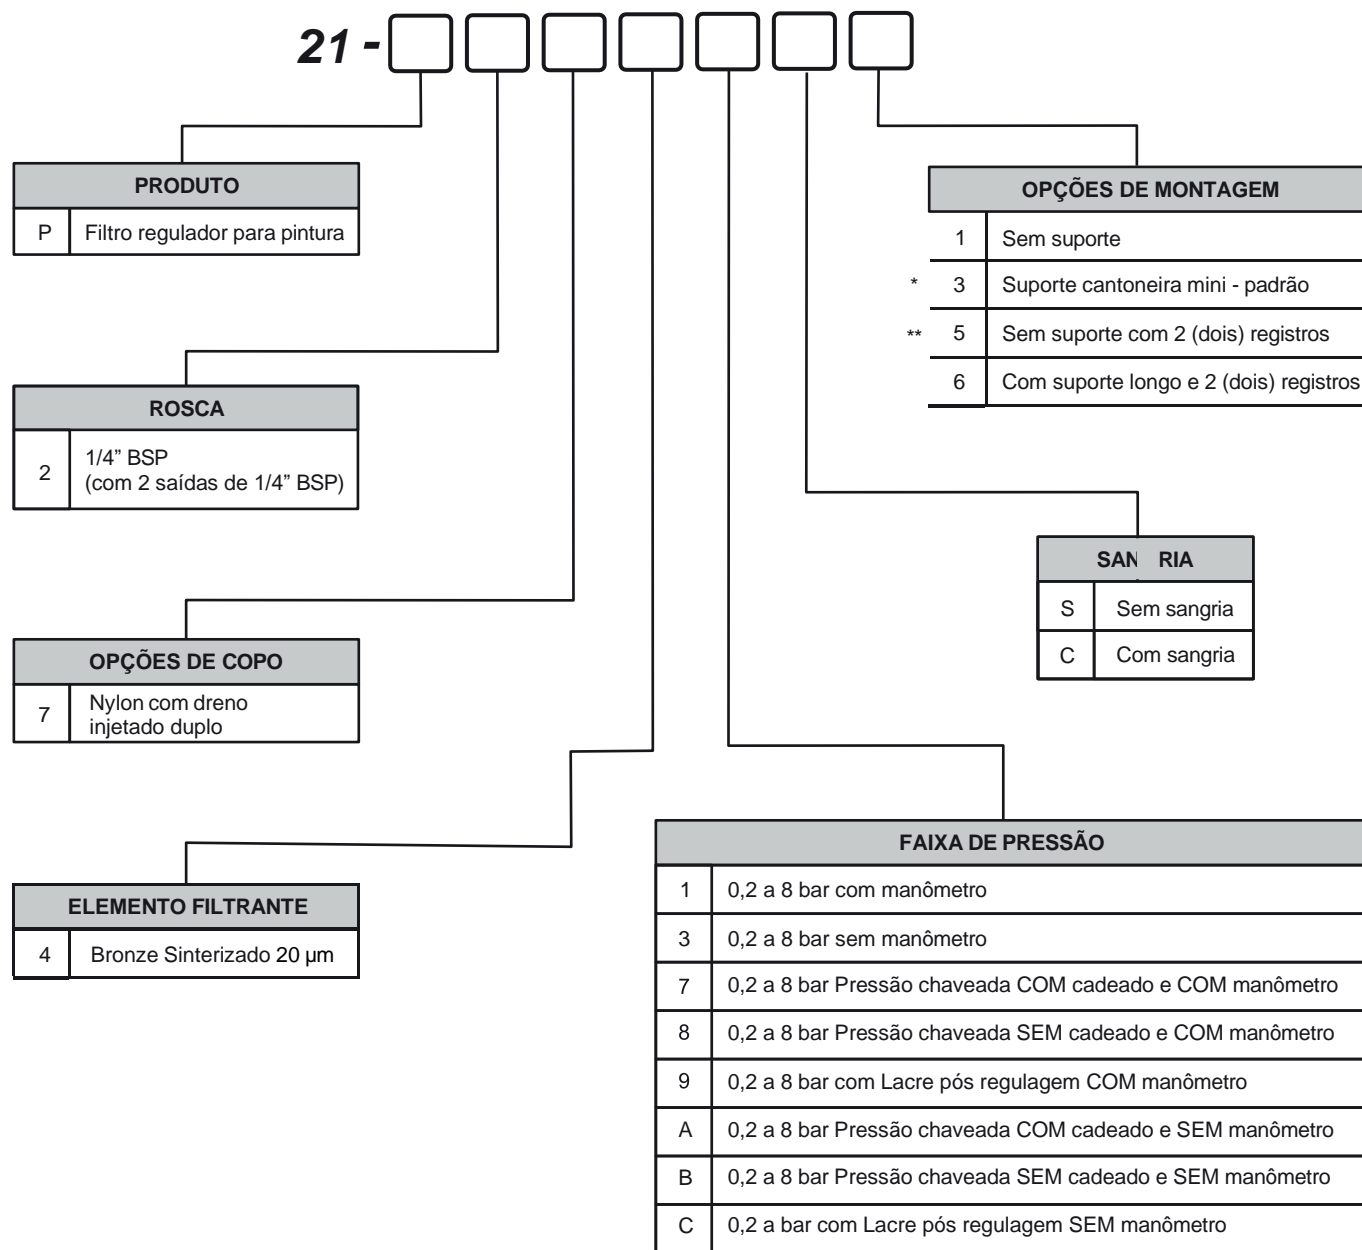 21 -
PRODUTO
P Filtro regulador para pintura
OPÇÕES DE MONTAGEM
1 Sem suporte
* 3 Suporte cantoneira mini - padrão
** 5 Sem suporte com 2 (dois) registros
6 Com suporte longo e 2 (dois) registros
ROSCA
2 1/4” BSP
(com 2 saídas de 1/4” BSP)
SAN RIA
S Sem sangria
C Com sangria
OPÇÕES DE COPO
7 Nylon com dreno
injetado duplo
ELEMENTO FILTRANTE
4 Bronze Sinterizado 20 µm
FAIXA DE PRESSÃO
1 0,2 a 8 bar com manômetro
3 0,2 a 8 bar sem manômetro
7 0,2 a 8 bar Pressão chaveada COM cadeado e COM manômetro
8 0,2 a 8 bar Pressão chaveada SEM cadeado e COM manômetro
9 0,2 a 8 bar com Lacre pós regulagem COM manômetro
A 0,2 a 8 bar Pressão chaveada COM cadeado e SEM manômetro
B 0,2 a 8 bar Pressão chaveada SEM cadeado e SEM manômetro
C 0,2 a bar com Lacre pós regulagem SEM manômetro